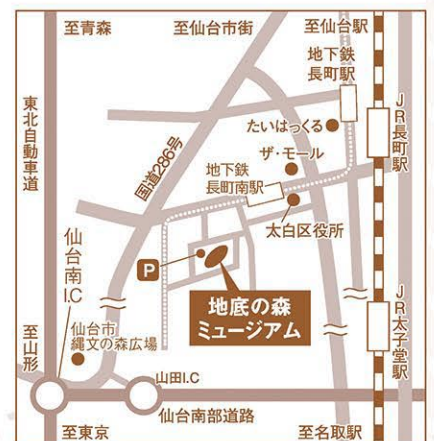 至青森
至仙台市街
至仙台駅
地下鉄
長町駅
東北自動車道
国道286号
たいはっくる
JR長町駅
ザ・モール
地下鉄
長町南駅
太白区役所
仙台南I.C
P
地底の森
ミュージアム
JR太子堂駅
仙台市
縄文の森広場
至山形
山田I.C
仙台南部道路
至東京
至名取駅